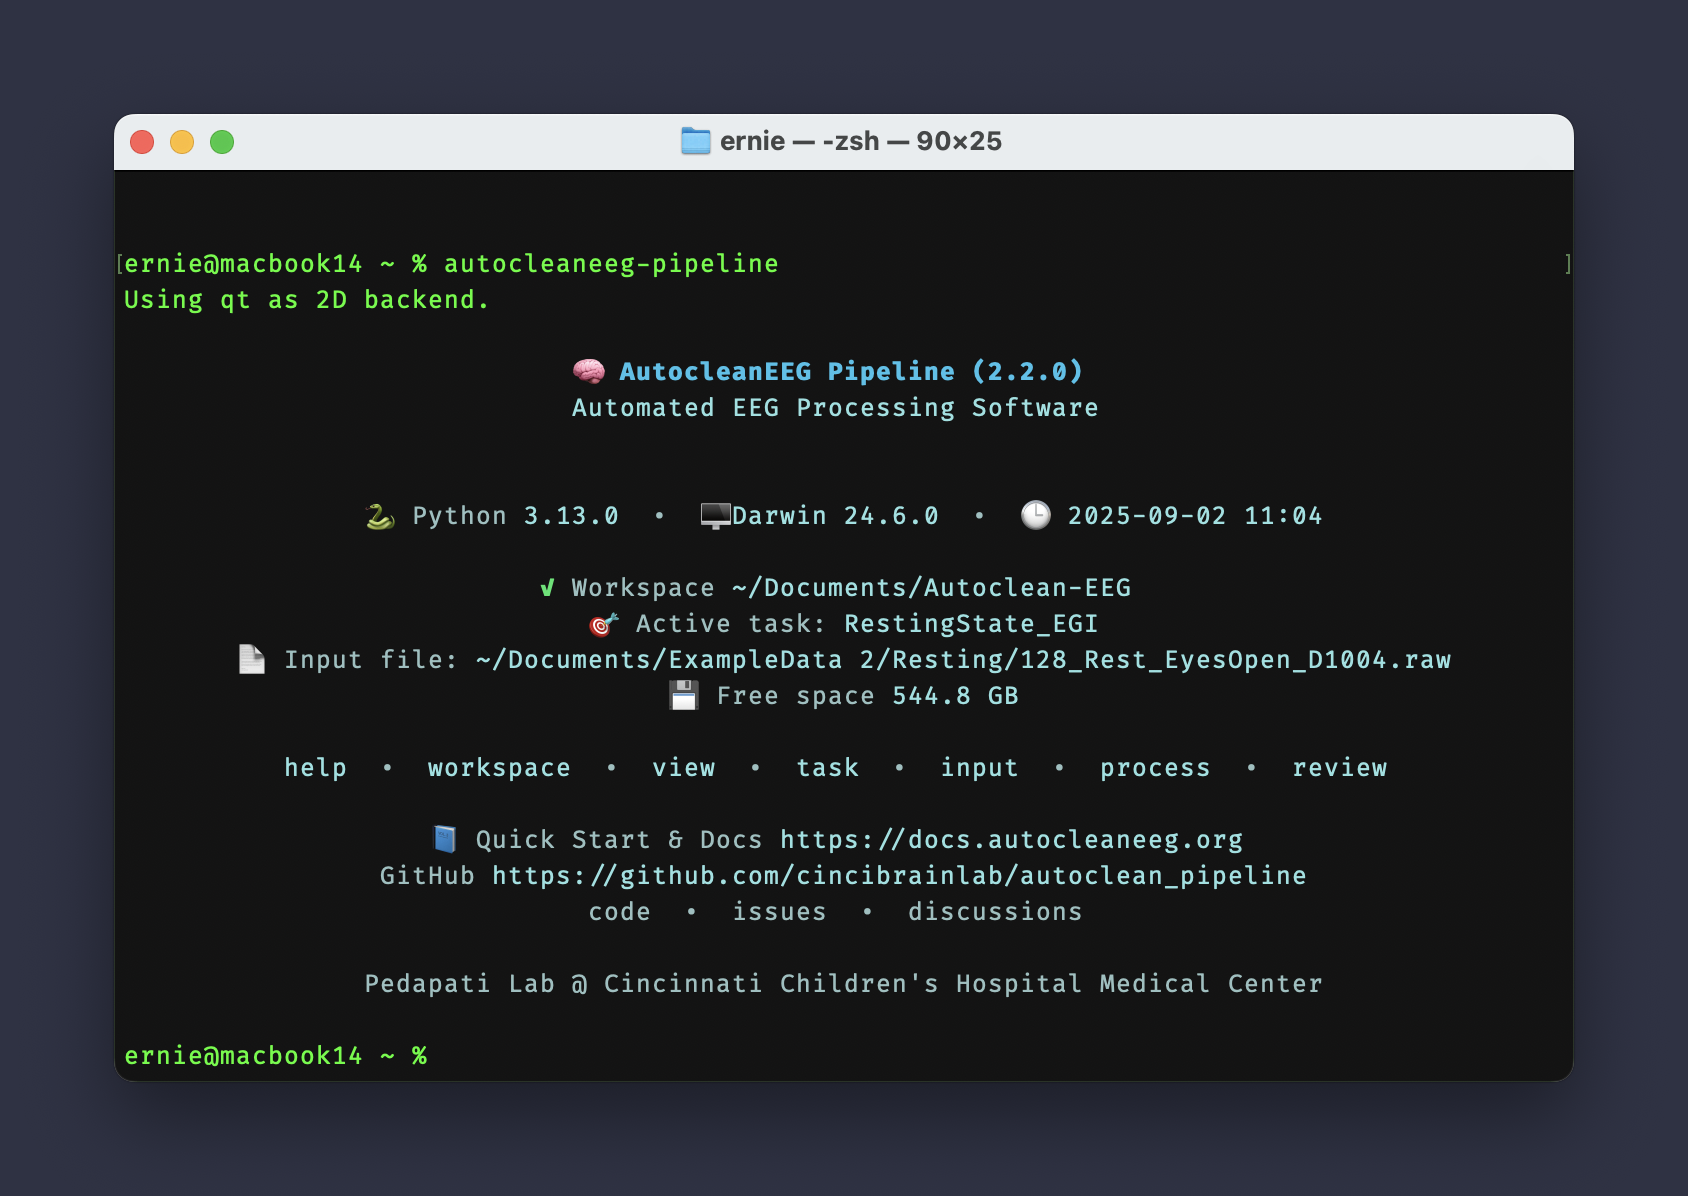 ernie — -zsh — 90×25
[ernie@macbook14 ~ % autocleaneeg-pipeline ]
Using qt as 2D backend.
🧠 AutocleanEEG Pipeline (2.2.0)
Automated EEG Processing Software
🐍 Python 3.13.0 • 🖥️Darwin 24.6.0 • 🕒 2025-09-02 11:04
✓ Workspace ~/Documents/Autoclean-EEG
🎯 Active task: RestingState_EGI
📄 Input file: ~/Documents/ExampleData 2/Resting/128_Rest_EyesOpen_D1004.raw
💾 Free space 544.8 GB
help • workspace • view • task • input • process • review
📘 Quick Start & Docs https://docs.autocleaneeg.org
GitHub https://github.com/cincibrainlab/autoclean_pipeline
code • issues • discussions
Pedapati Lab @ Cincinnati Children's Hospital Medical Center
ernie@macbook14 ~ %